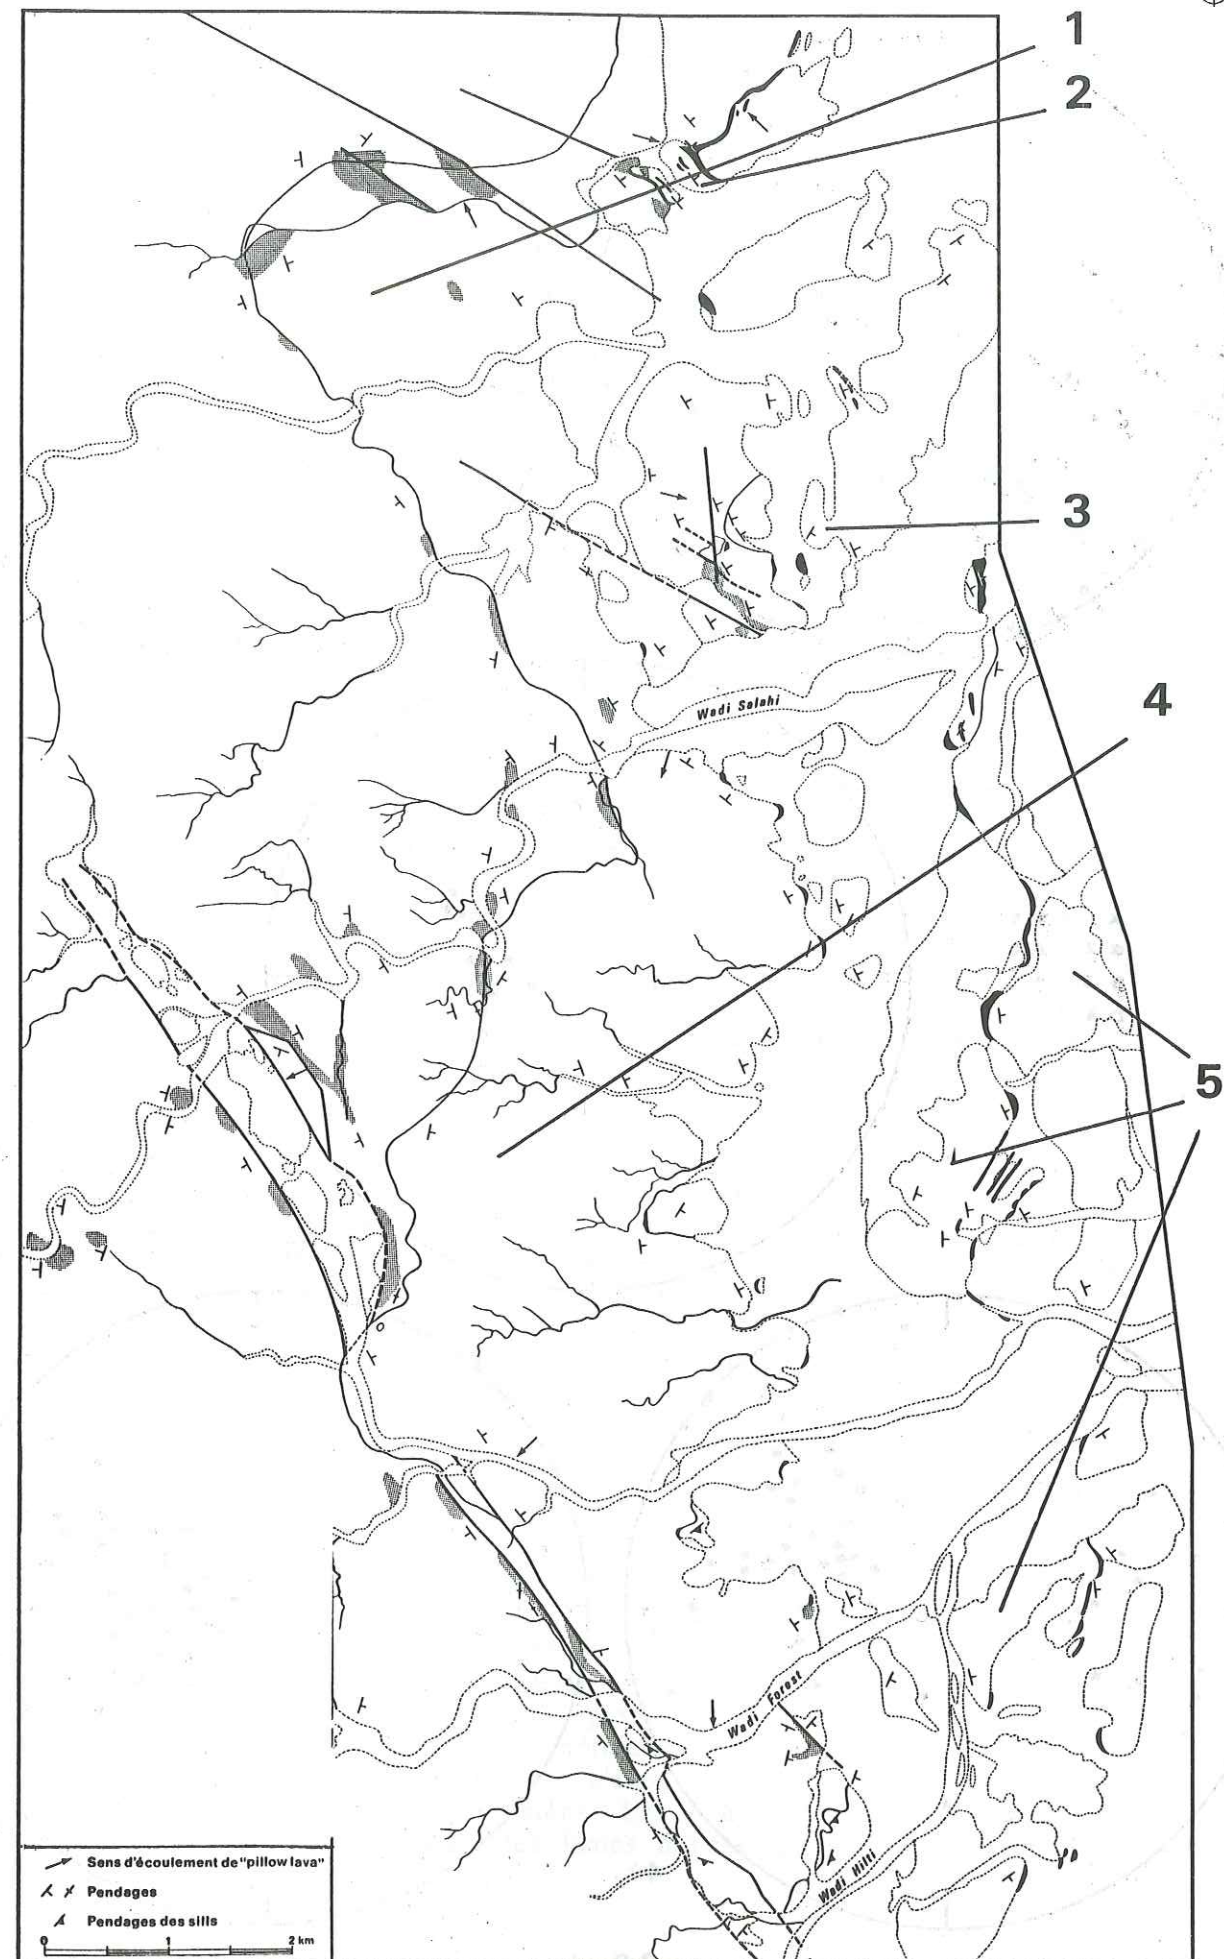 1
2
3
Wadi Salahi
4
5
Wadi Forest
Wadi Hilti
Sens d'écoulement de "pillow lava"
Pendages
Pendages des sills
0 1 2 km